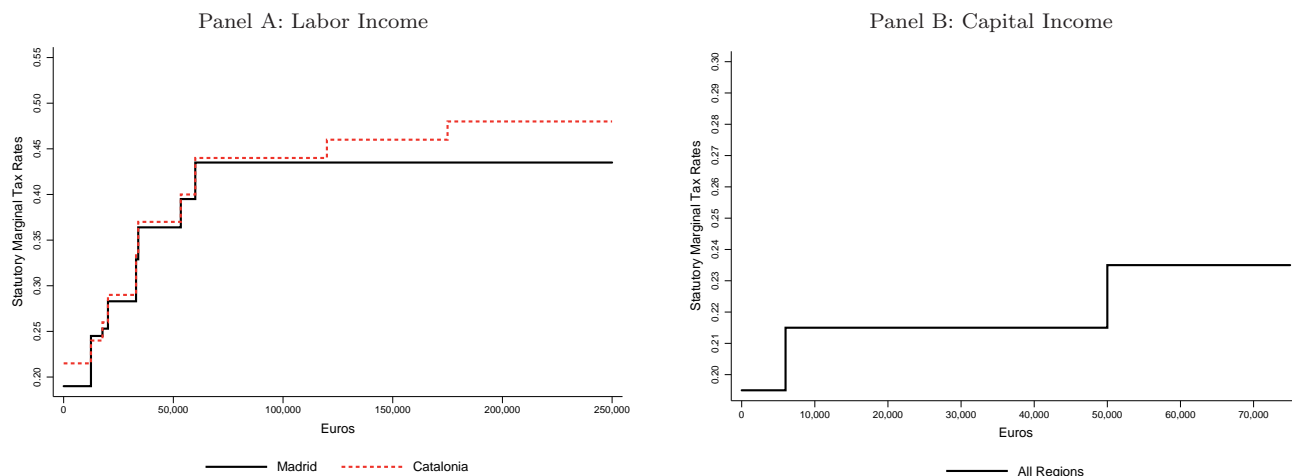 Panel A: Labor Income
Statutory Marginal Tax Rates
0.55
0.50
0.45
0.40
0.35
0.30
0.25
0.20
0 50,000 100,000 150,000 200,000 250,000
Euros
Madrid Catalonia
Panel B: Capital Income
Statutory Marginal Tax Rates
0.30
0.29
0.28
0.27
0.26
0.25
0.24
0.23
0.22
0.21
0.20
0 10,000 20,000 30,000 40,000 50,000 60,000 70,000
Euros
All Regions